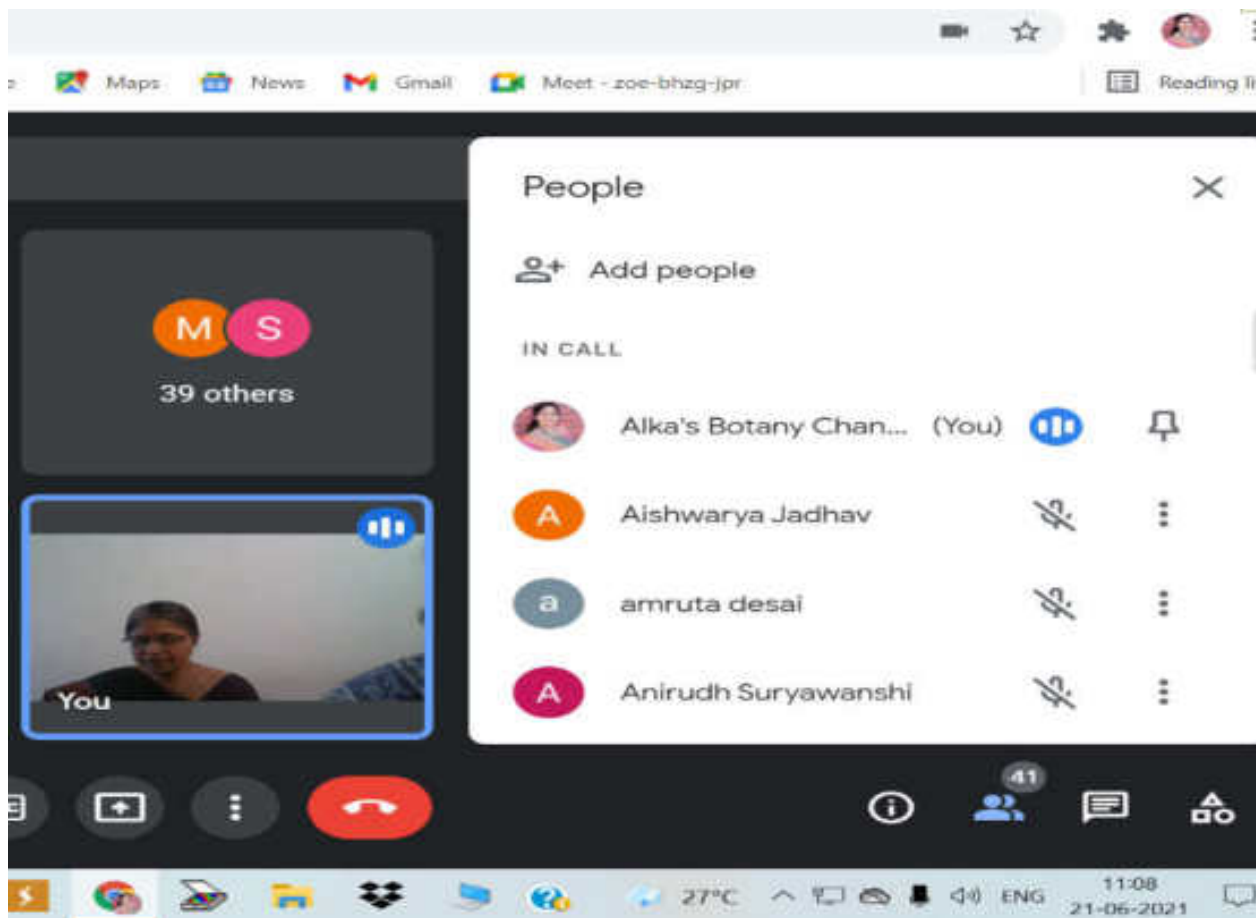 Maps News Gmail Meet - zoe-bhzg-jpr Reading li
People
Add people
IN CALL
M S
39 others
Alka's Botany Chan... (You)
A Aishwarya Jadhav
a amruta desai
A Anirudh Suryawanshi
You
41
27°C ENG 11:08
21-06-2021